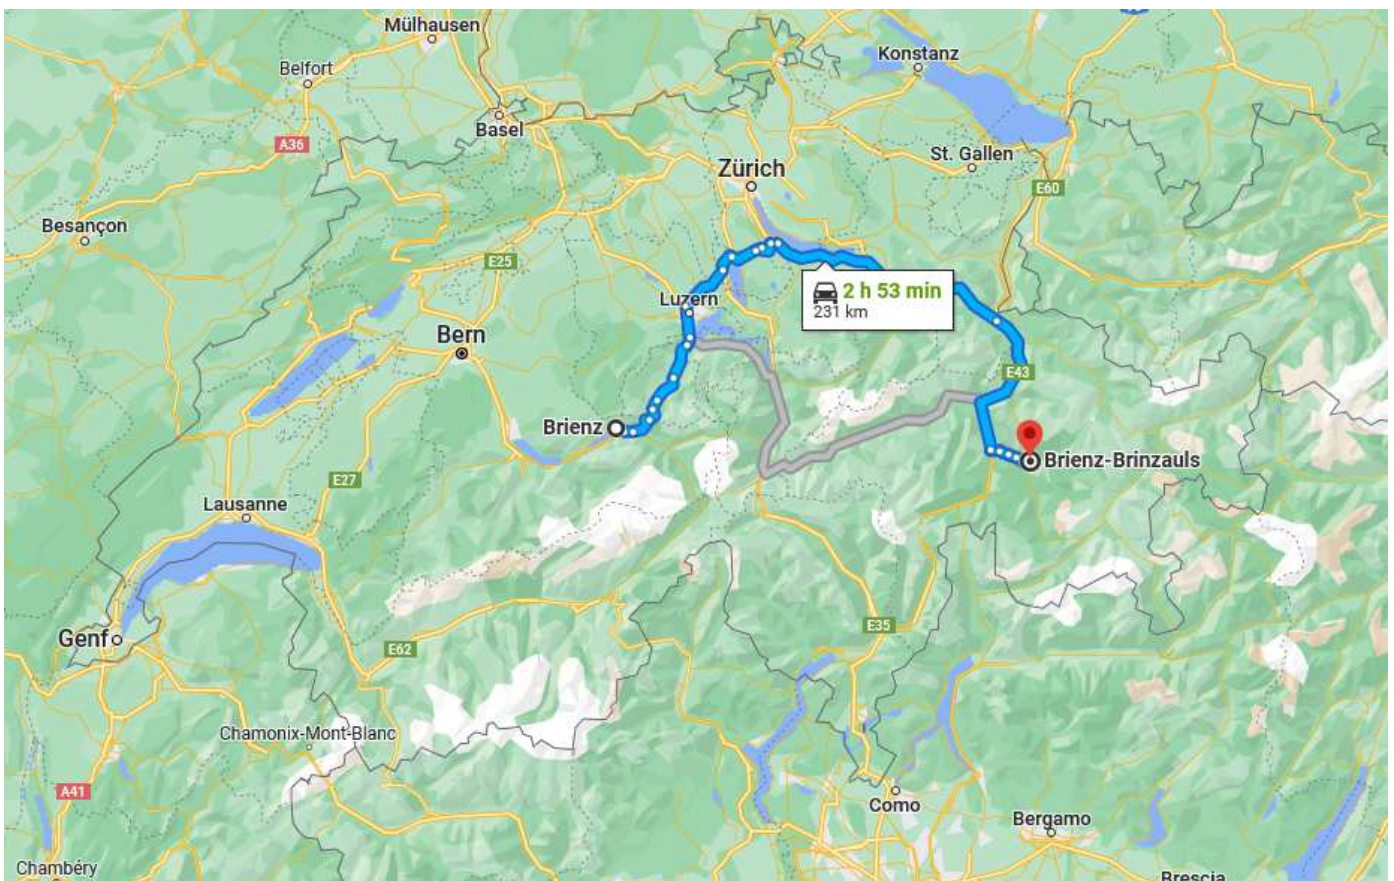 Mülhausen
Konstanz
Belfort
Basel
A36
St. Gallen
Zürich
E60
Besançon
E25
2 h 53 min
231 km
Luzern
Bern
E43
Brienz
Brienz-Brinzauls
E27
Lausanne
Genf
E35
E62
Chamonix-Mont-Blanc
A41
Como
Bergamo
Chambéry
Brescia